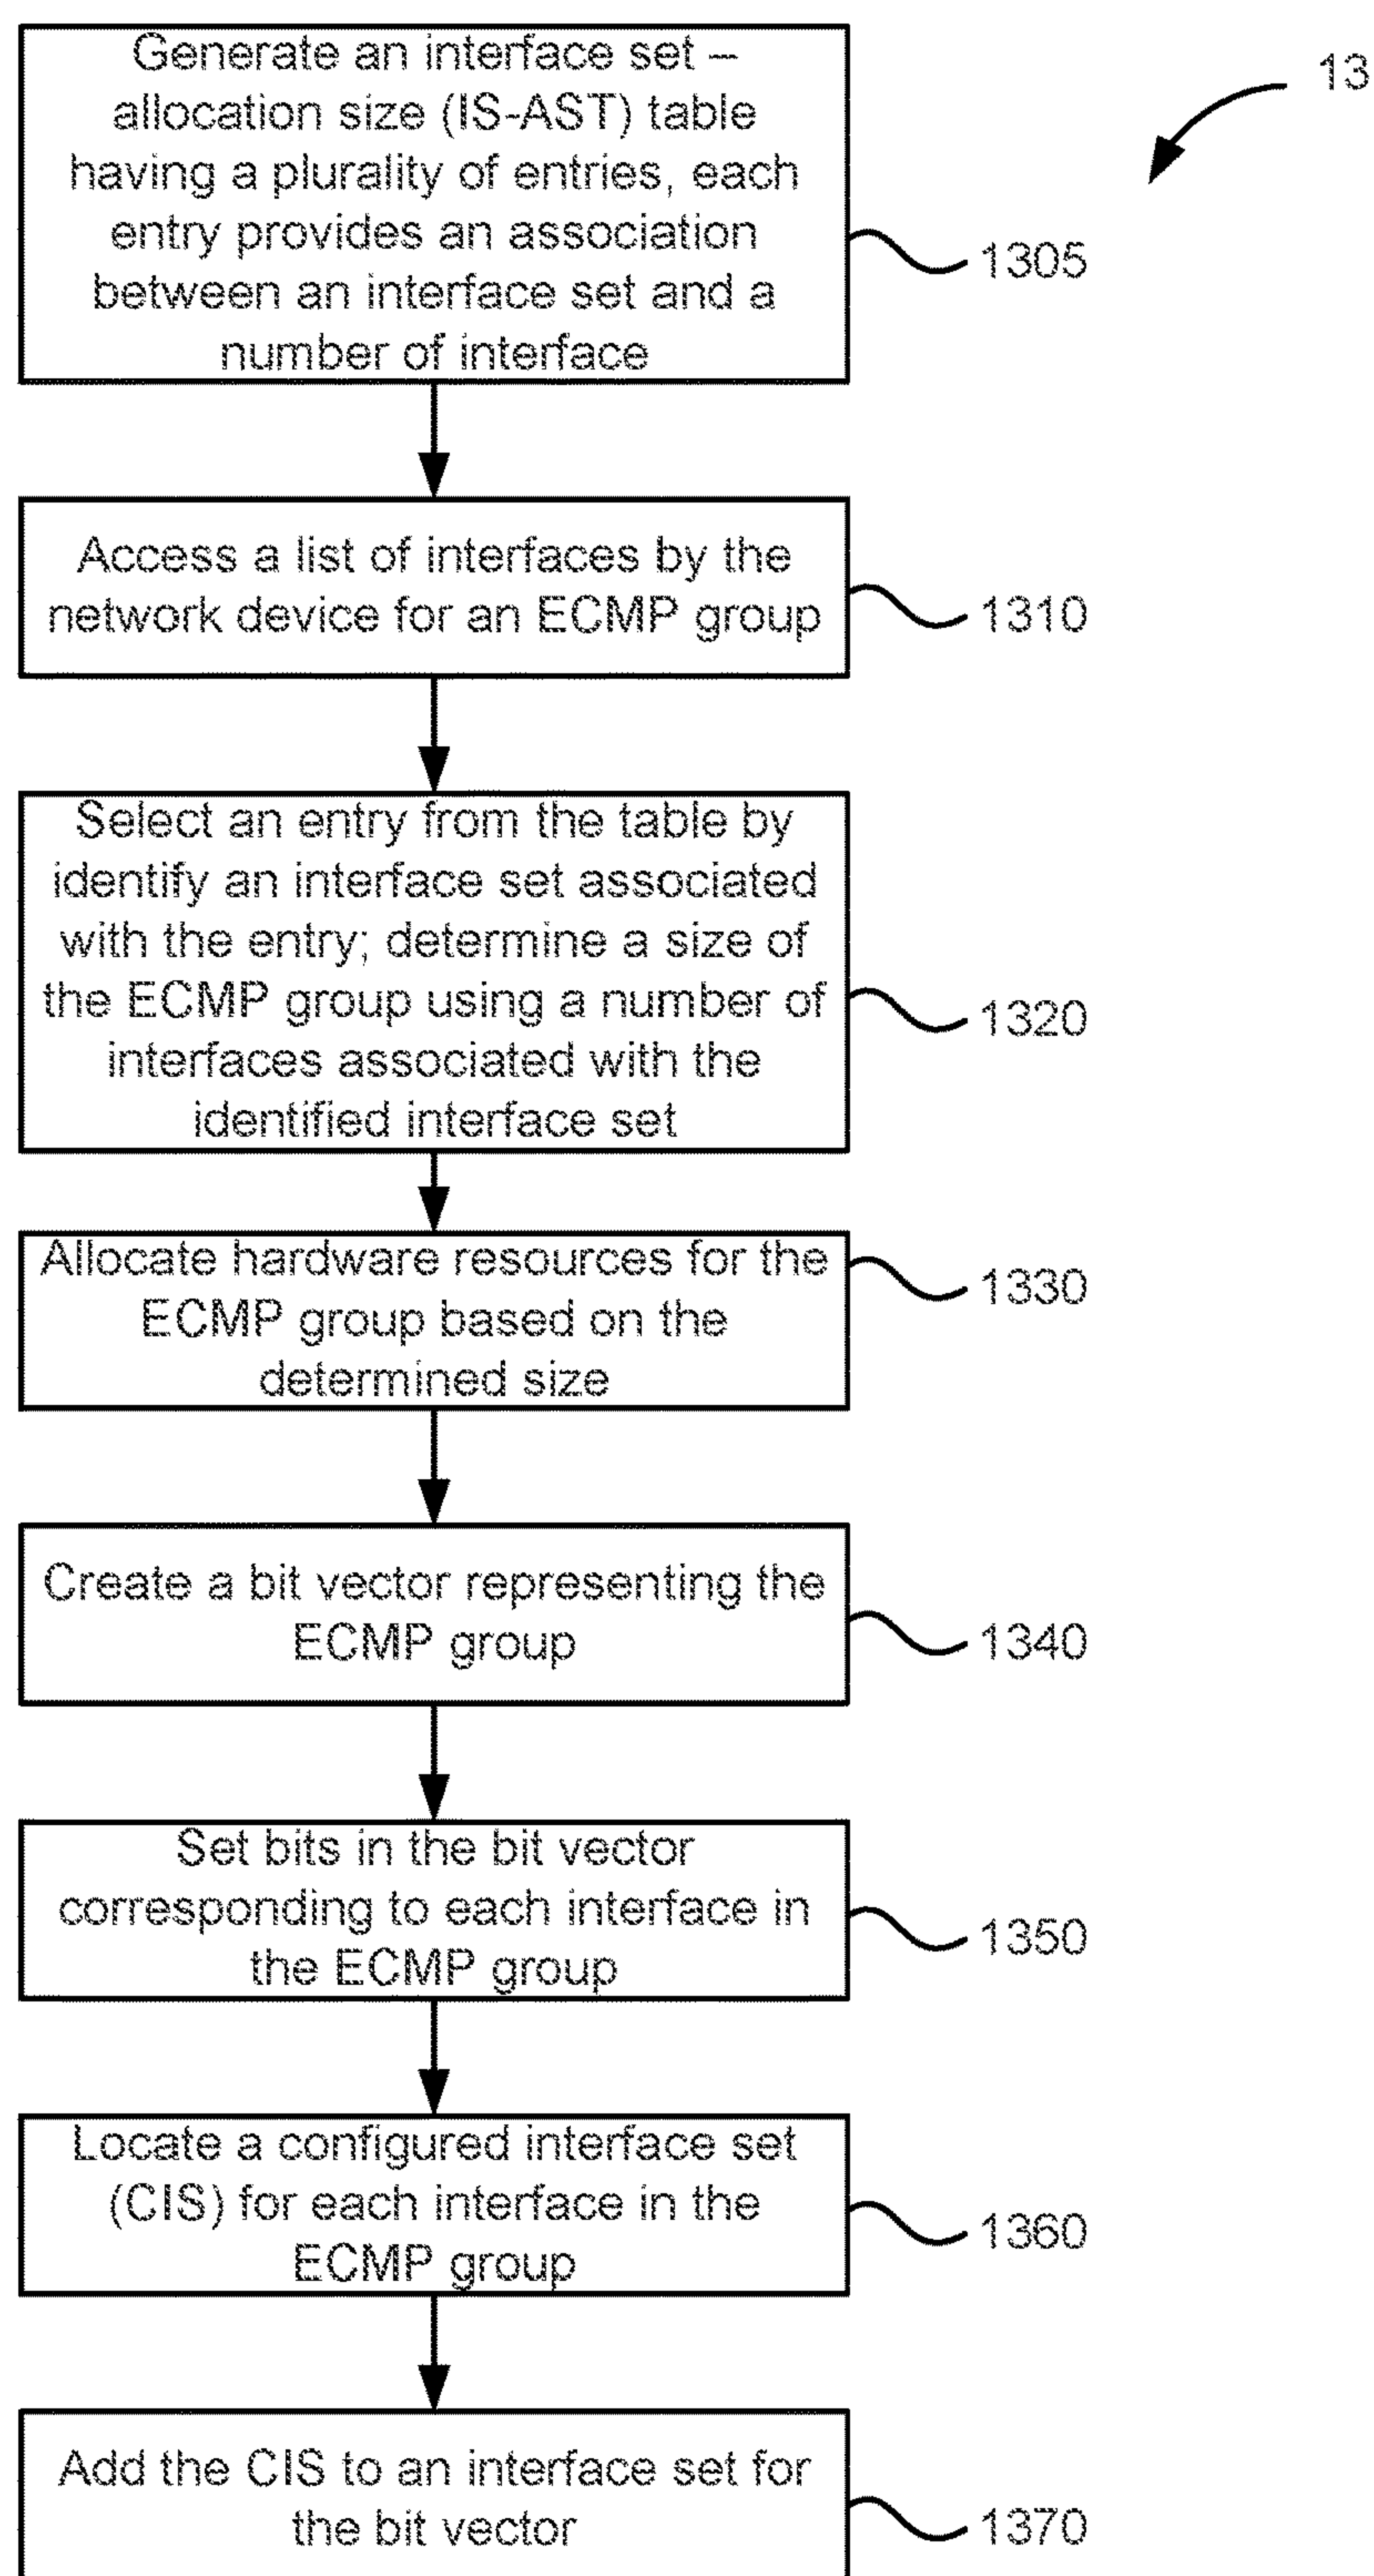 Generate an interface set –
allocation size (IS-AST) table
having a plurality of entries, each
entry provides an association
between an interface set and a
number of interface
13
1305
Access a list of interfaces by the
network device for an ECMP group
1310
Select an entry from the table by
identify an interface set associated
with the entry; determine a size of
the ECMP group using a number of
interfaces associated with the
identified interface set
1320
Allocate hardware resources for the
ECMP group based on the
determined size
1330
Create a bit vector representing the
ECMP group
1340
Set bits in the bit vector
corresponding to each interface in
the ECMP group
1350
Locate a configured interface set
(CIS) for each interface in the
ECMP group
1360
Add the CIS to an interface set for
the bit vector
1370